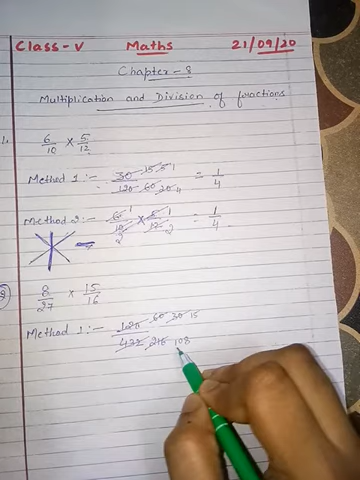 Class-V Maths 21/09/20
Chapter-8
Multiplication and Division of fractions
1. 6/10 × 5/12
Method 1:- 30 15 5 1 / 120 60 20 4 = 1/4
Method 2:- 6 1 / 10 2 × 5 1 / 12 2 = 1/4
2 8/27 × 15/16
Method 1:- 120 60 30 15 / 432 216 108